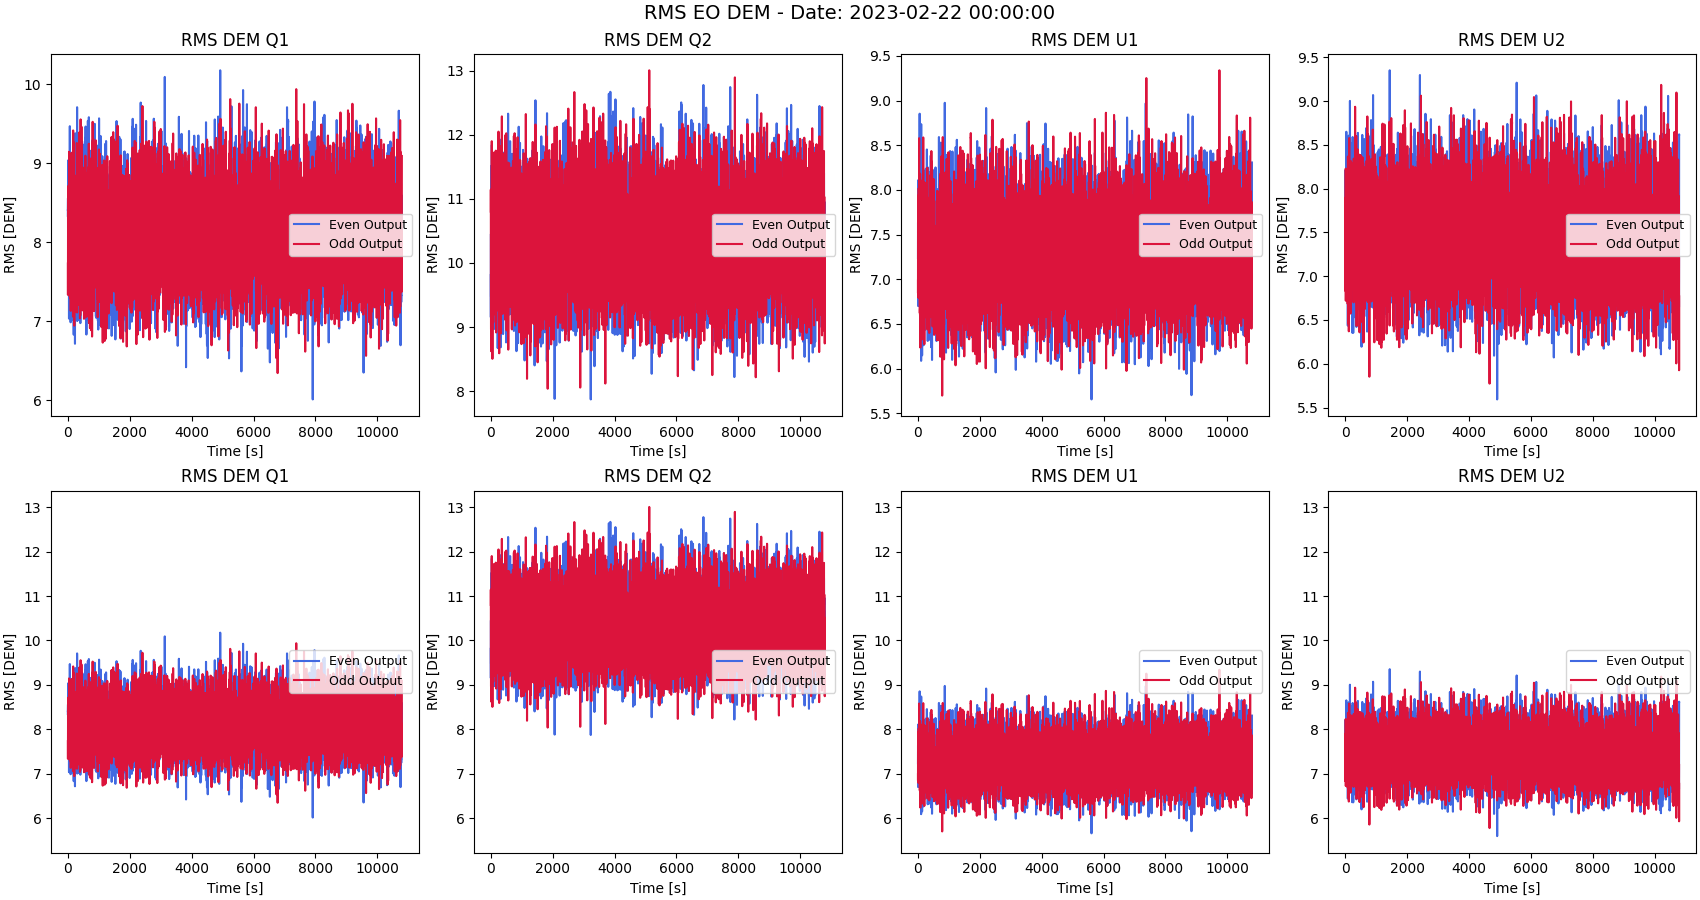 RMS EO DEM - Date: 2023-02-22 00:00:00
RMS DEM Q1
RMS [DEM]
10
9
8
7
6
Even Output
Odd Output
0 2000 4000 6000 8000 10000
Time [s]
RMS DEM Q2
RMS [DEM]
13
12
11
10
9
8
Even Output
Odd Output
0 2000 4000 6000 8000 10000
Time [s]
RMS DEM U1
RMS [DEM]
9.5
9.0
8.5
8.0
7.5
7.0
6.5
6.0
5.5
Even Output
Odd Output
0 2000 4000 6000 8000 10000
Time [s]
RMS DEM U2
RMS [DEM]
9.5
9.0
8.5
8.0
7.5
7.0
6.5
6.0
5.5
Even Output
Odd Output
0 2000 4000 6000 8000 10000
Time [s]
RMS DEM Q1
RMS [DEM]
13
12
11
10
9
8
7
6
Even Output
Odd Output
0 2000 4000 6000 8000 10000
Time [s]
RMS DEM Q2
RMS [DEM]
13
12
11
10
9
8
7
6
Even Output
Odd Output
0 2000 4000 6000 8000 10000
Time [s]
RMS DEM U1
RMS [DEM]
13
12
11
10
9
8
7
6
Even Output
Odd Output
0 2000 4000 6000 8000 10000
Time [s]
RMS DEM U2
RMS [DEM]
13
12
11
10
9
8
7
6
Even Output
Odd Output
0 2000 4000 6000 8000 10000
Time [s]